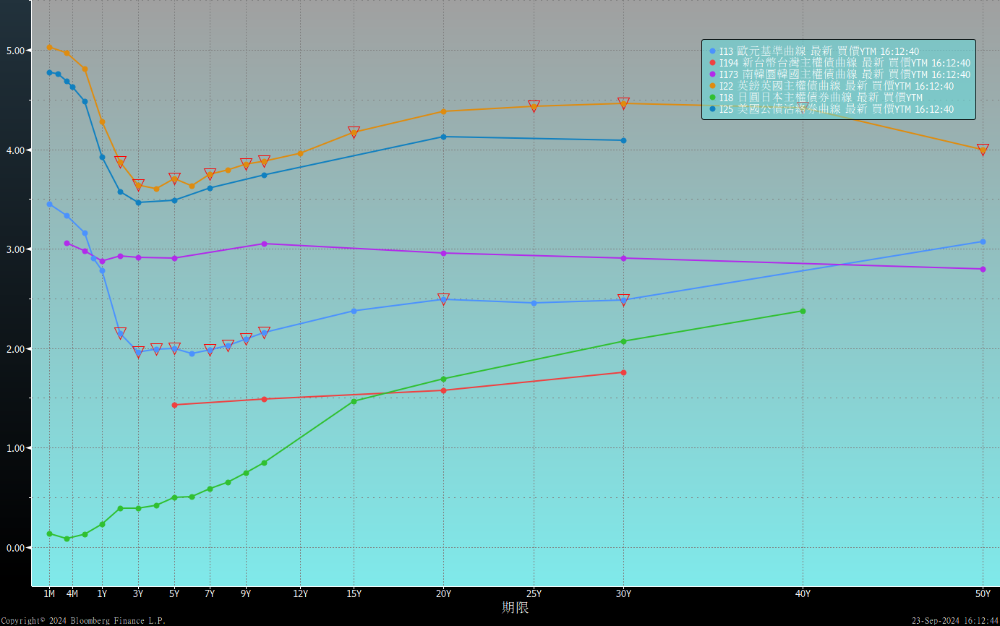 I13 歐元基準曲線 最新 買價YTM 16:12:40
I194 新台幣台灣主權債曲線 最新 買價YTM 16:12:40
I173 南韓圜韓國主權債曲線 最新 買價YTM 16:12:40
I22 英鎊英國主權債曲線 最新 買價YTM 16:12:40
I18 日圓日本主權債券曲線 最新 買價YTM
I25 美國公債活絡券曲線 最新 買價YTM 16:12:40
5.00
4.00
3.00
2.00
1.00
0.00
1M 4M 1Y 3Y 5Y 7Y 9Y 12Y 15Y 20Y 25Y 30Y 40Y 50Y
期限
Copyright© 2024 Bloomberg Finance L.P.
23-Sep-2024 16:12:44